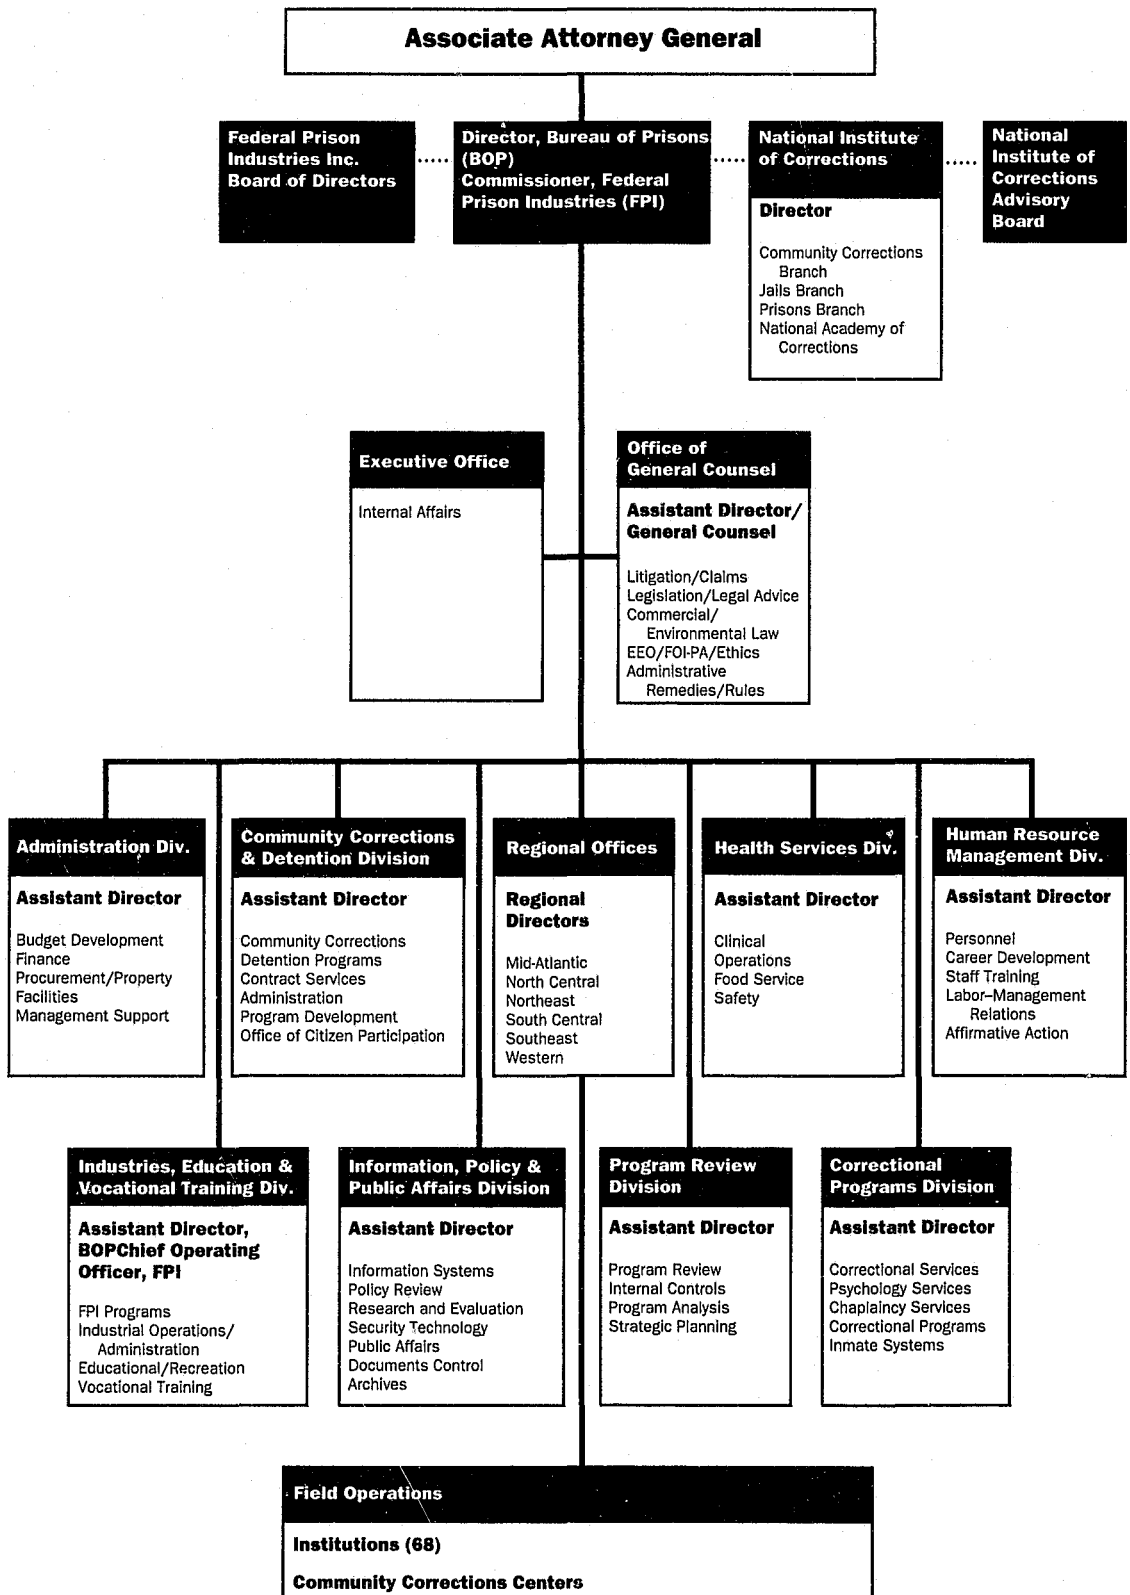 Associate Attorney General
Federal Prison
Industries Inc.
Board of Directors
Director, Bureau of Prisons
(BOP)
Commissioner, Federal
Prison Industries (FPI)
National Institute
of Corrections
Director
Community Corrections
Branch
Jails Branch
Prisons Branch
National Academy of
Corrections
National
Institute of
Corrections
Advisory
Board
Executive Office
Internal Affairs
Office of
General Counsel
Assistant Director/
General Counsel
Litigation/Claims
Legislation/Legal Advice
Commercial/
Environmental Law
EEO/FOI-PA/Ethics
Administrative
Remedies/Rules
Administration Div.
Assistant Director
Budget Development
Finance
Procurement/Property
Facilities
Management Support
Community Corrections
& Detention Division
Assistant Director
Community Corrections
Detention Programs
Contract Services
Administration
Program Development
Office of Citizen Participation
Regional Offices
Regional
Directors
Mid-Atlantic
North Central
Northeast
South Central
Southeast
Western
Health Services Div.
Assistant Director
Clinical
Operations
Food Service
Safety
Human Resource
Management Div.
Assistant Director
Personnel
Career Development
Staff Training
Labor–Management
Relations
Affirmative Action
Industries, Education &
Vocational Training Div.
Assistant Director,
BOPChief Operating
Officer, FPI
FPI Programs
Industrial Operations/
Administration
Educational/Recreation
Vocational Training
Information, Policy &
Public Affairs Division
Assistant Director
Information Systems
Policy Review
Research and Evaluation
Security Technology
Public Affairs
Documents Control
Archives
Program Review
Division
Assistant Director
Program Review
Internal Controls
Program Analysis
Strategic Planning
Correctional
Programs Division
Assistant Director
Correctional Services
Psychology Services
Chaplaincy Services
Correctional Programs
Inmate Systems
Field Operations
Institutions (68)
Community Corrections Centers